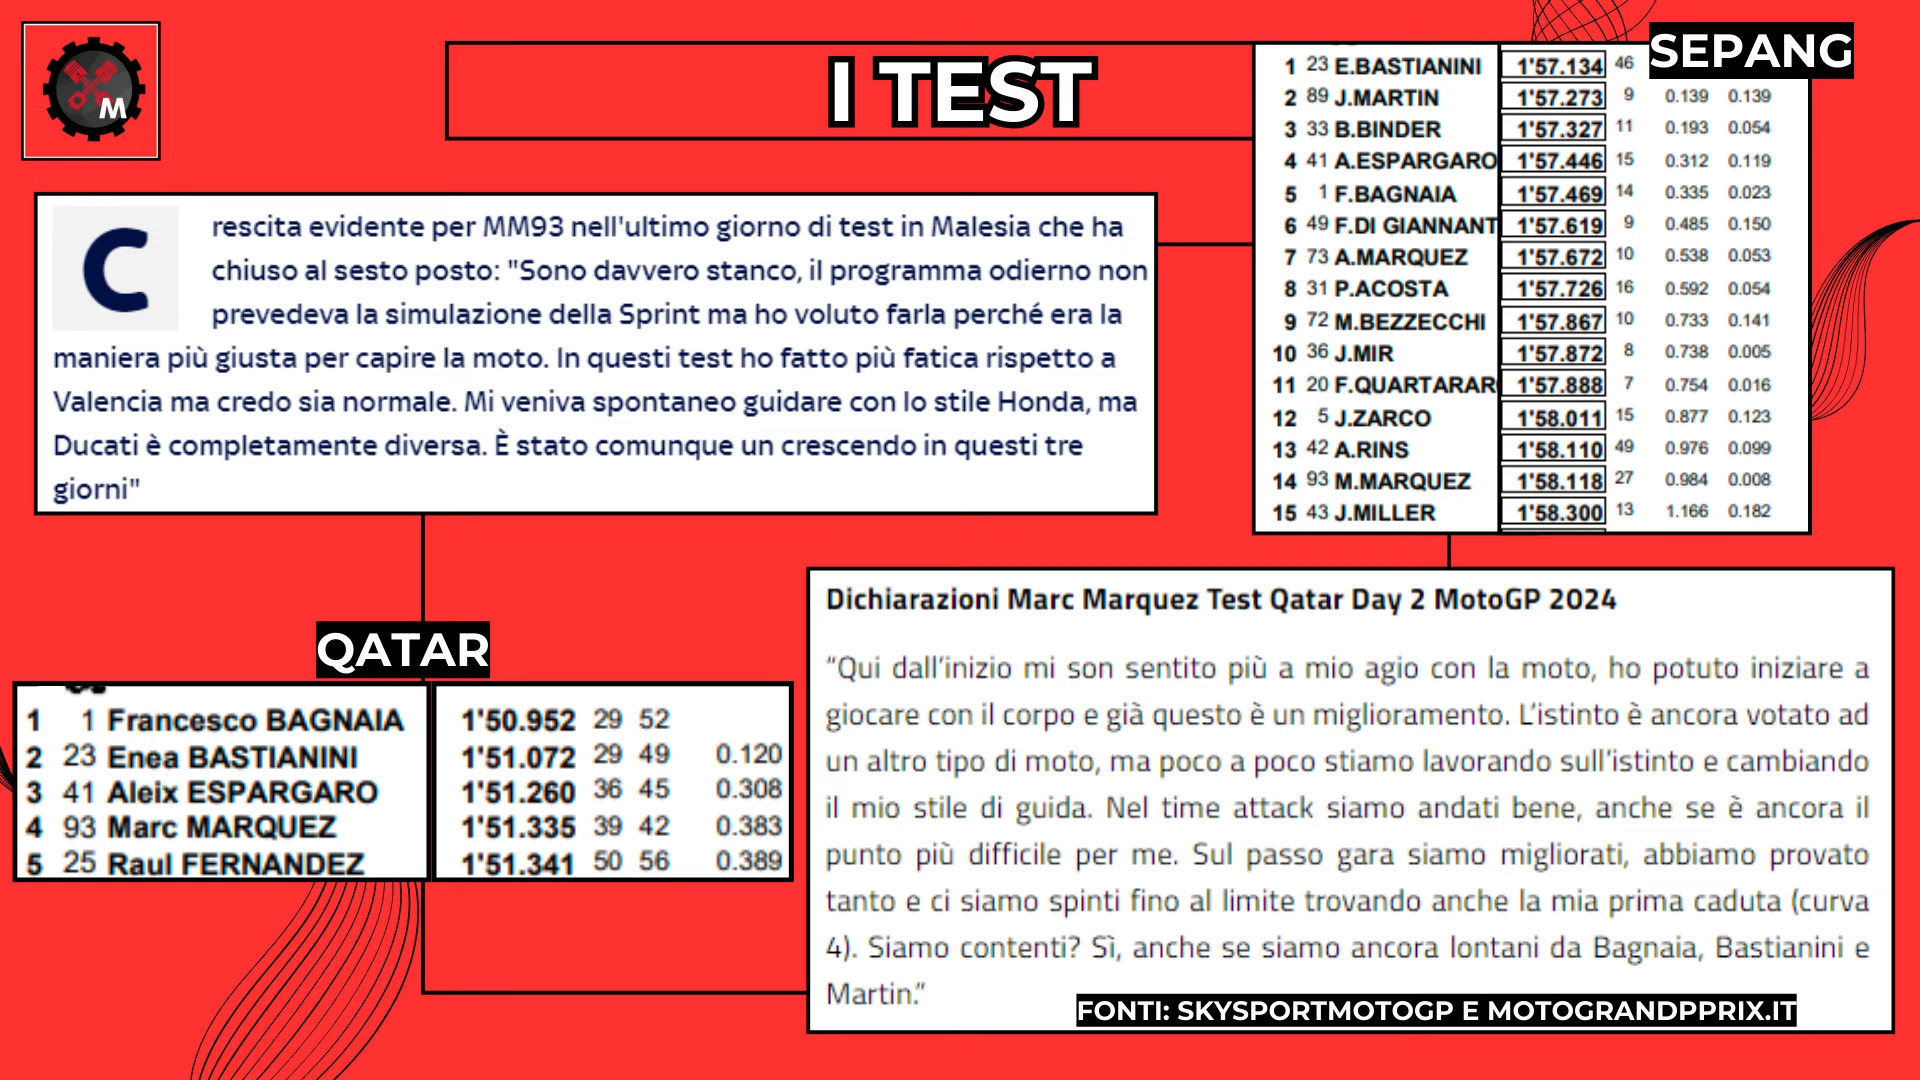 M
I TEST
SEPANG
1 23 E.BASTIANINI 1'57.134 46
2 89 J.MARTIN 1'57.273 9 0.139 0.139
3 33 B.BINDER 1'57.327 11 0.193 0.054
4 41 A.ESPARGARO 1'57.446 15 0.312 0.119
5 1 F.BAGNAIA 1'57.469 14 0.335 0.023
6 49 F.DI GIANNANT 1'57.619 9 0.485 0.150
7 73 A.MARQUEZ 1'57.672 10 0.538 0.053
8 31 P.ACOSTA 1'57.726 16 0.592 0.054
9 72 M.BEZZECCHI 1'57.867 10 0.733 0.141
10 36 J.MIR 1'57.872 8 0.738 0.005
11 20 F.QUARTARAR 1'57.888 7 0.754 0.016
12 5 J.ZARCO 1'58.011 15 0.877 0.123
13 42 A.RINS 1'58.110 49 0.976 0.099
14 93 M.MARQUEZ 1'58.118 27 0.984 0.008
15 43 J.MILLER 1'58.300 13 1.166 0.182
Crescita evidente per MM93 nell'ultimo giorno di test in Malesia che ha
chiuso al sesto posto: "Sono davvero stanco, il programma odierno non
prevedeva la simulazione della Sprint ma ho voluto farla perché era la
maniera più giusta per capire la moto. In questi test ho fatto più fatica rispetto a
Valencia ma credo sia normale. Mi veniva spontaneo guidare con lo stile Honda, ma
Ducati è completamente diversa. È stato comunque un crescendo in questi tre
giorni"
QATAR
1 1 Francesco BAGNAIA 1'50.952 29 52
2 23 Enea BASTIANINI 1'51.072 29 49 0.120
3 41 Aleix ESPARGARO 1'51.260 36 45 0.308
4 93 Marc MARQUEZ 1'51.335 39 42 0.383
5 25 Raul FERNANDEZ 1'51.341 50 56 0.389
Dichiarazioni Marc Marquez Test Qatar Day 2 MotoGP 2024
“Qui dall’inizio mi son sentito più a mio agio con la moto, ho potuto iniziare a
giocare con il corpo e già questo è un miglioramento. L’istinto è ancora votato ad
un altro tipo di moto, ma poco a poco stiamo lavorando sull’istinto e cambiando
il mio stile di guida. Nel time attack siamo andati bene, anche se è ancora il
punto più difficile per me. Sul passo gara siamo migliorati, abbiamo provato
tanto e ci siamo spinti fino al limite trovando anche la mia prima caduta (curva
4). Siamo contenti? Sì, anche se siamo ancora lontani da Bagnaia, Bastianini e
Martin.”
FONTI: SKYSPORTMOTOGP E MOTOGRANDPPRIX.IT